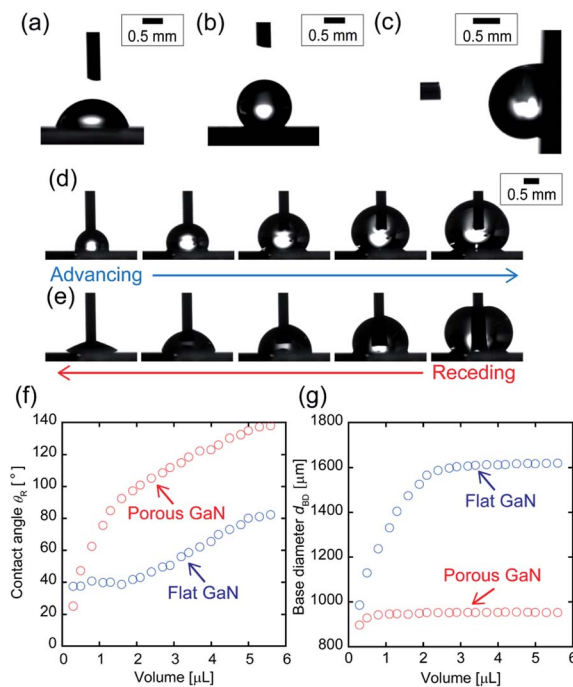 (a)
0.5 mm
(b)
0.5 mm
(c)
0.5 mm
(d)
0.5 mm
Advancing
(e)
Receding
(f)
140
120
100
80
60
40
20
0
Contact angle θR [°]
Porous GaN
Flat GaN
0 1 2 3 4 5 6
Volume [μL]
(g)
1800
1600
1400
1200
1000
800
Base diameter dBD [μm]
Flat GaN
Porous GaN
0 1 2 3 4 5 6
Volume [μL]